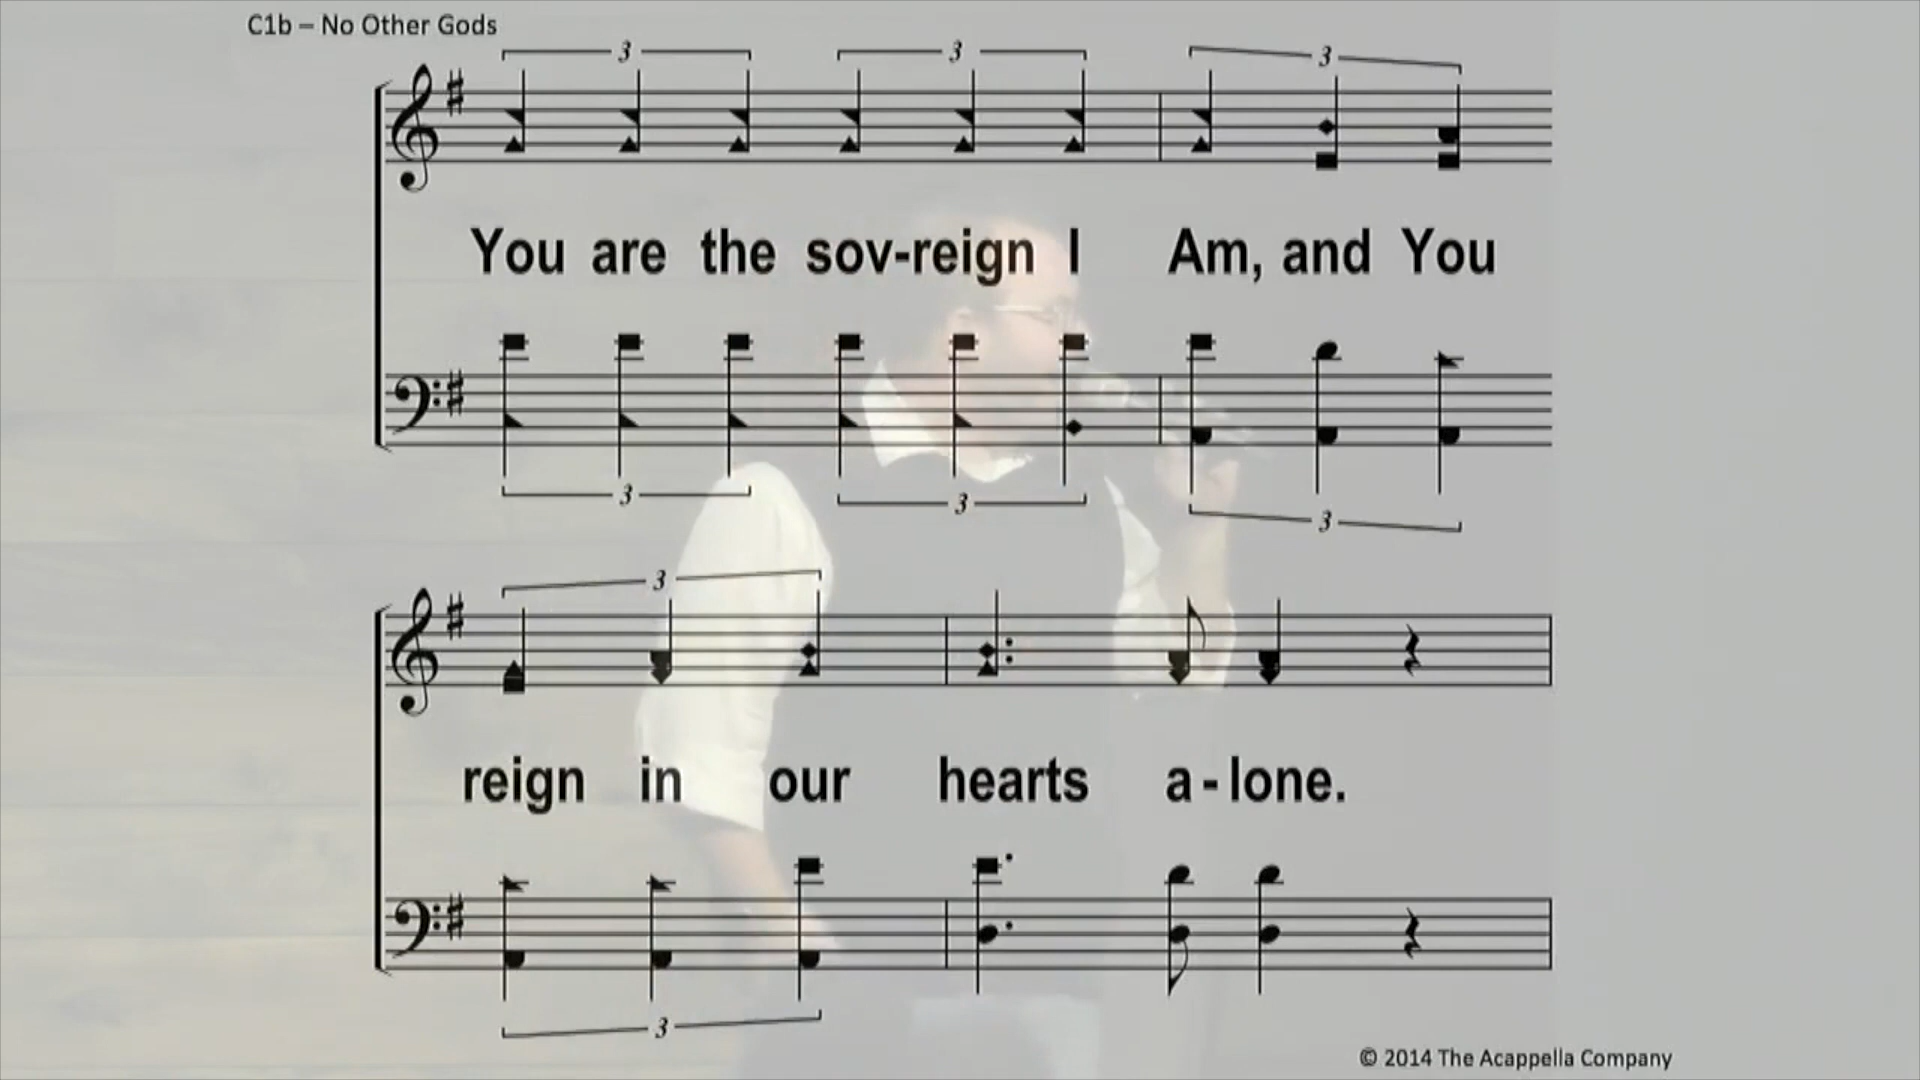 C1b – No Other Gods
3 3 3
You are the sov-reign I Am, and You
3 3 3
3
reign in our hearts a-lone.
3
© 2014 The Acappella Company